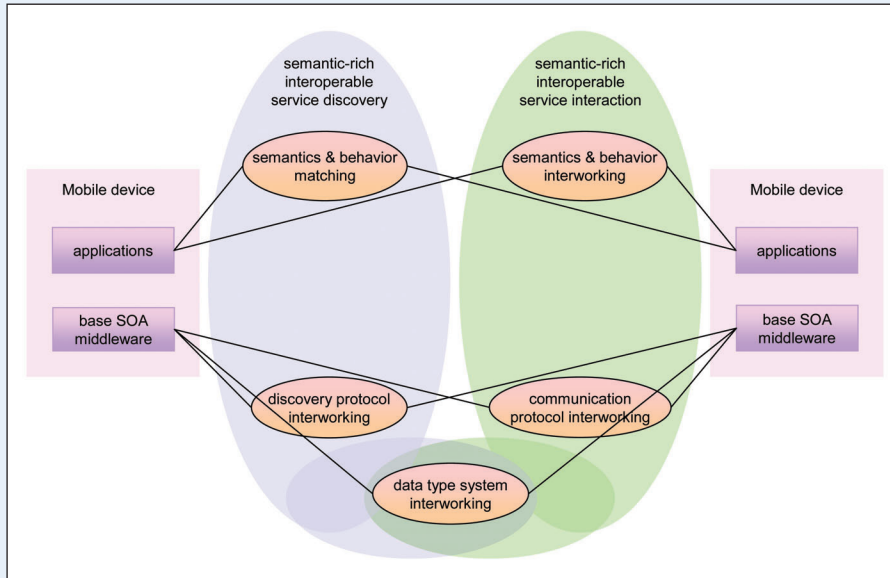 semantic-rich
interoperable
service discovery
semantic-rich
interoperable
service interaction
semantics & behavior
matching
semantics & behavior
interworking
Mobile device
applications
base SOA
middleware
Mobile device
applications
base SOA
middleware
discovery protocol
interworking
communication
protocol interworking
data type system
interworking